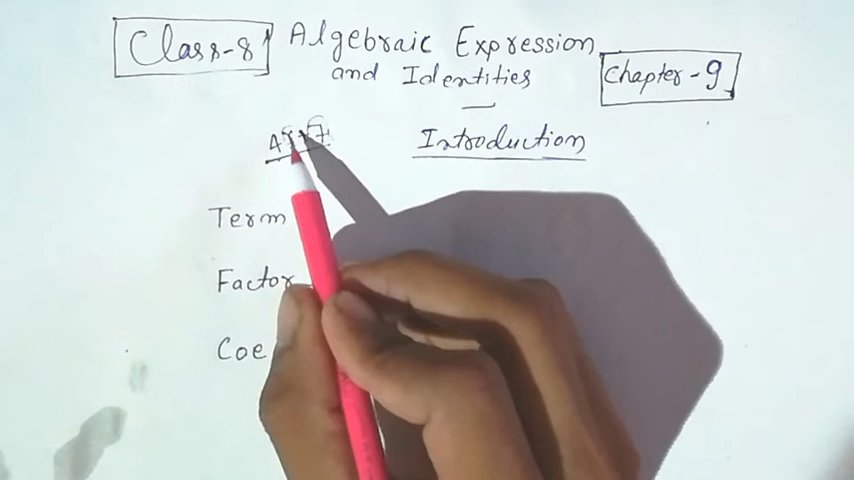 Class-8
Algebraic Expression
and Identities
Chapter-9
Introduction
Term
Factor
Coe